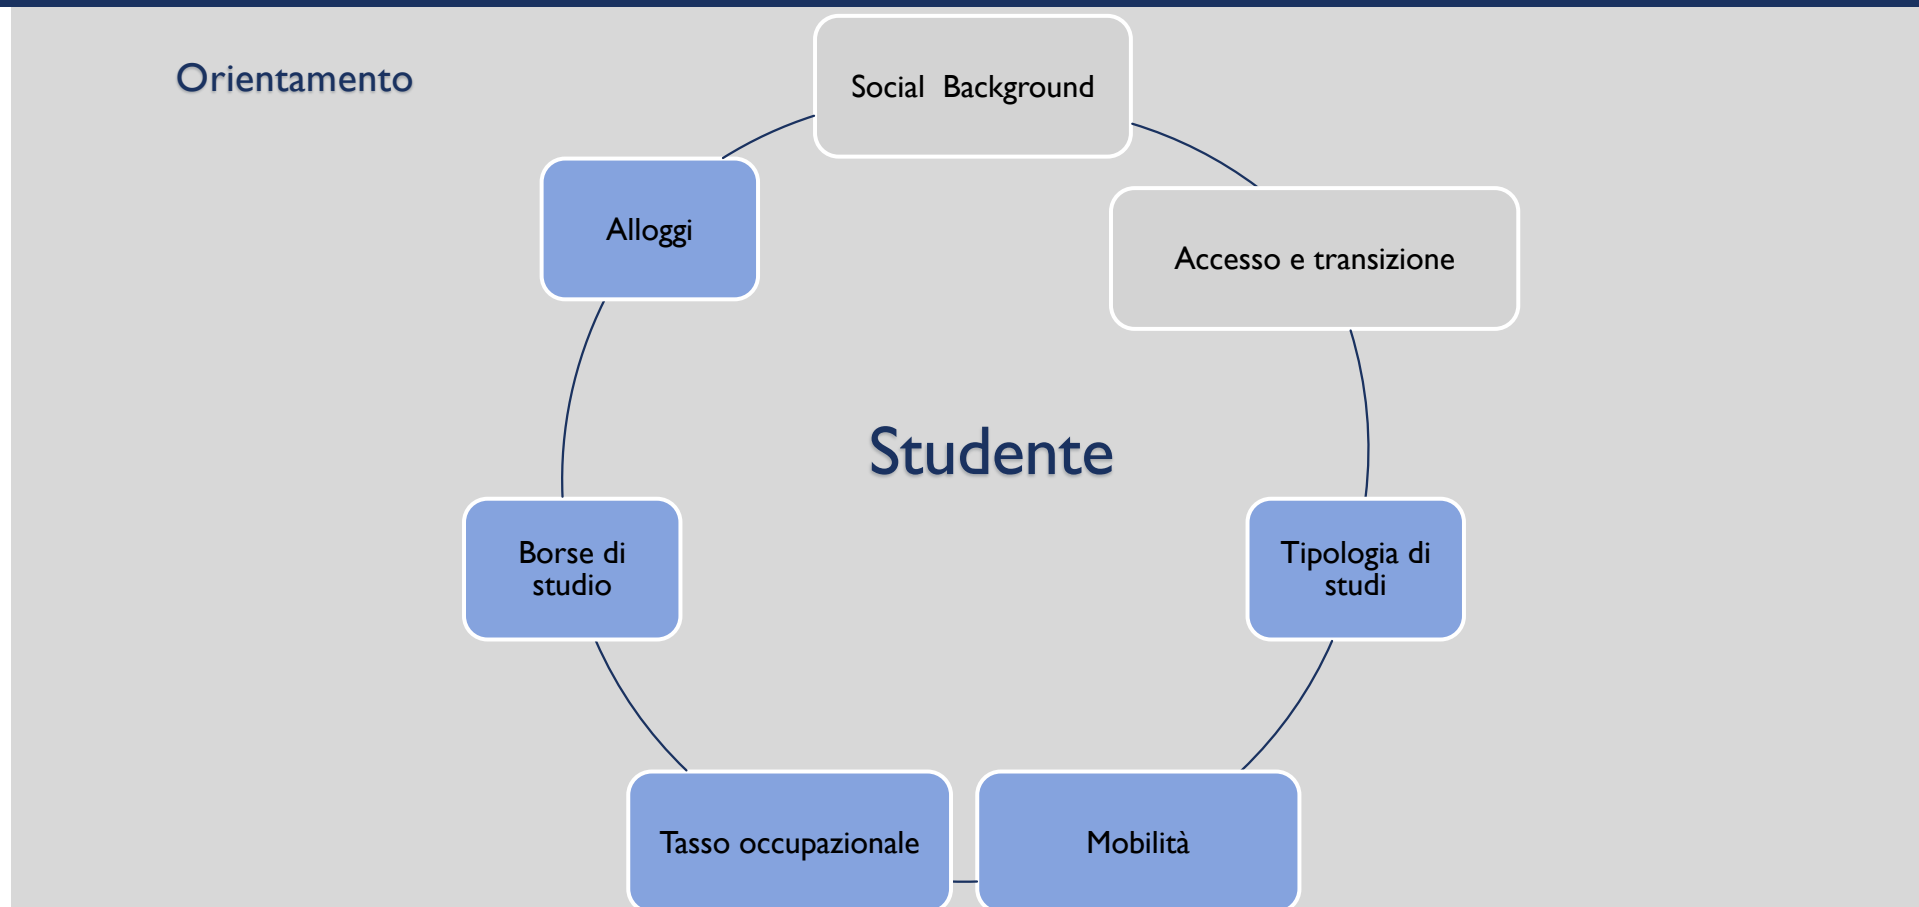 Orientamento
Social Background
Alloggi
Accesso e transizione
Studente
Borse di
studio
Tipologia di
studi
Tasso occupazionale
Mobilità